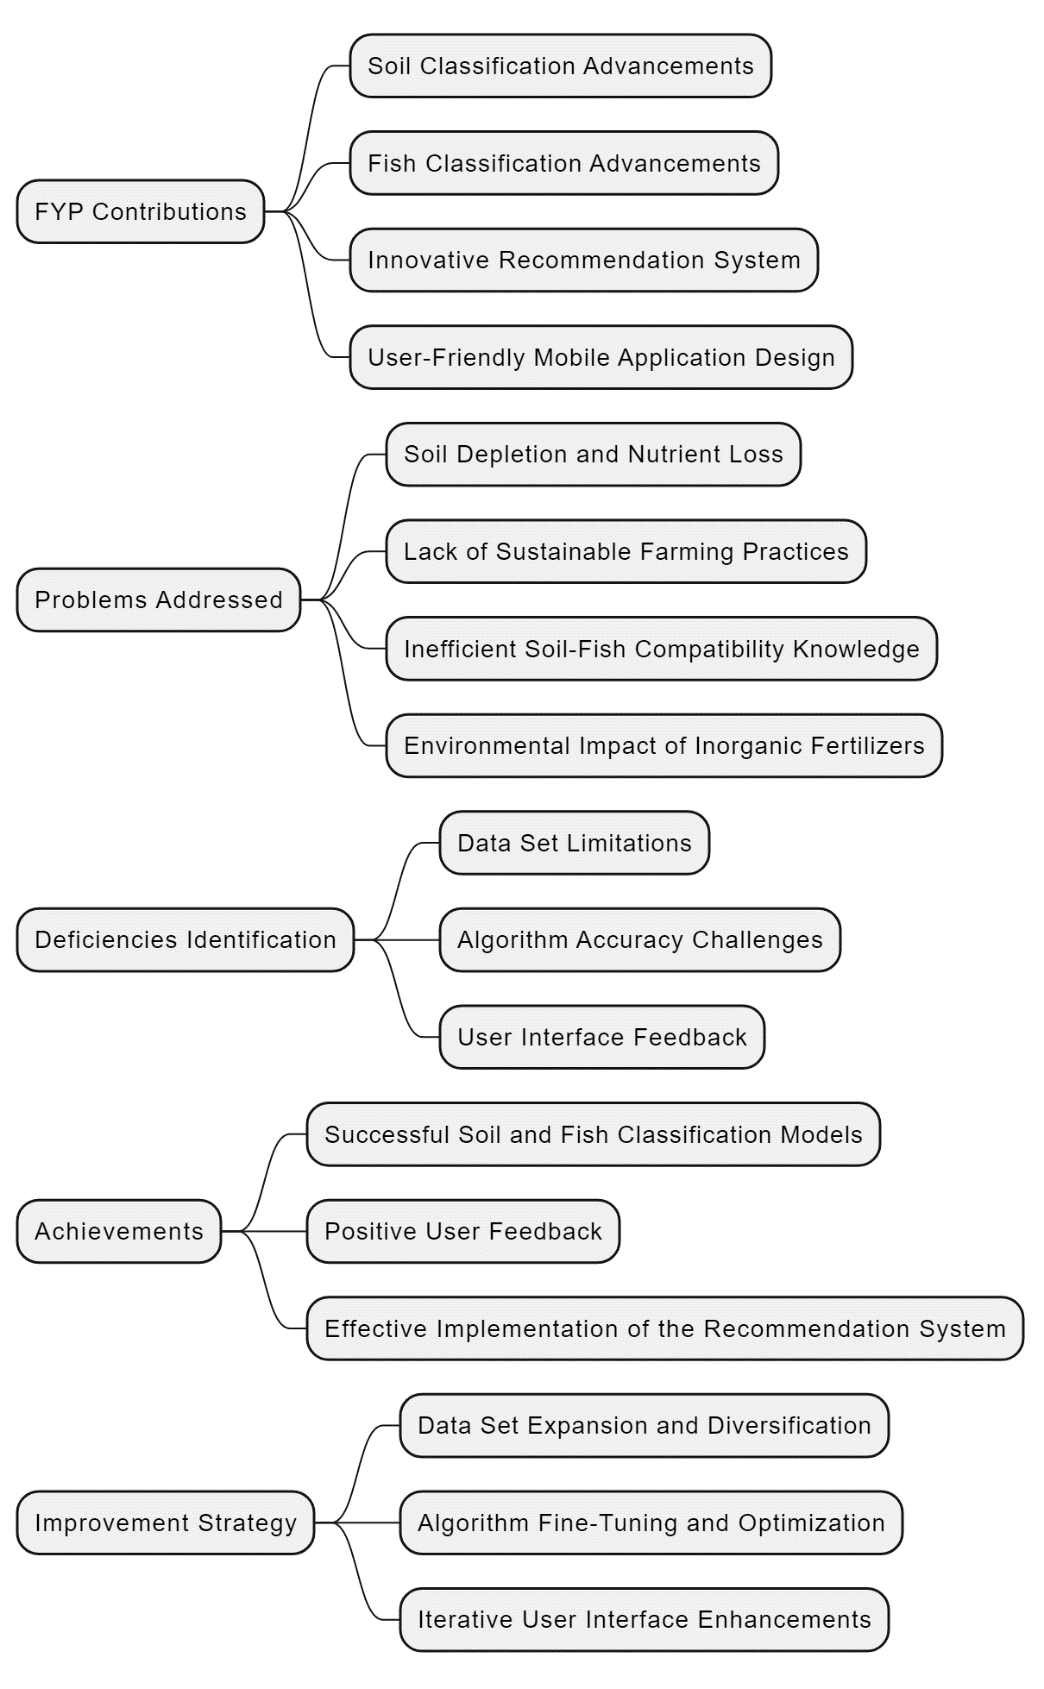 FYP Contributions
Soil Classification Advancements
Fish Classification Advancements
Innovative Recommendation System
User-Friendly Mobile Application Design
Problems Addressed
Soil Depletion and Nutrient Loss
Lack of Sustainable Farming Practices
Inefficient Soil-Fish Compatibility Knowledge
Environmental Impact of Inorganic Fertilizers
Deficiencies Identification
Data Set Limitations
Algorithm Accuracy Challenges
User Interface Feedback
Achievements
Successful Soil and Fish Classification Models
Positive User Feedback
Effective Implementation of the Recommendation System
Improvement Strategy
Data Set Expansion and Diversification
Algorithm Fine-Tuning and Optimization
Iterative User Interface Enhancements